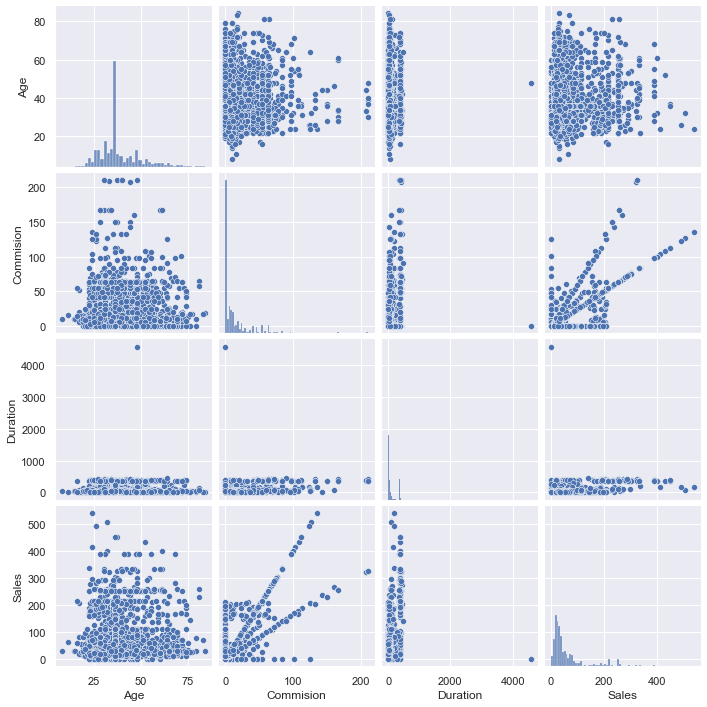 80
60
40
20
Age
200
150
100
50
0
Commision
4000
3000
2000
1000
0
Duration
500
400
300
200
100
0
Sales
25 50 75
0 100 200
0 2000 4000
0 200 400
Age
Commision
Duration
Sales